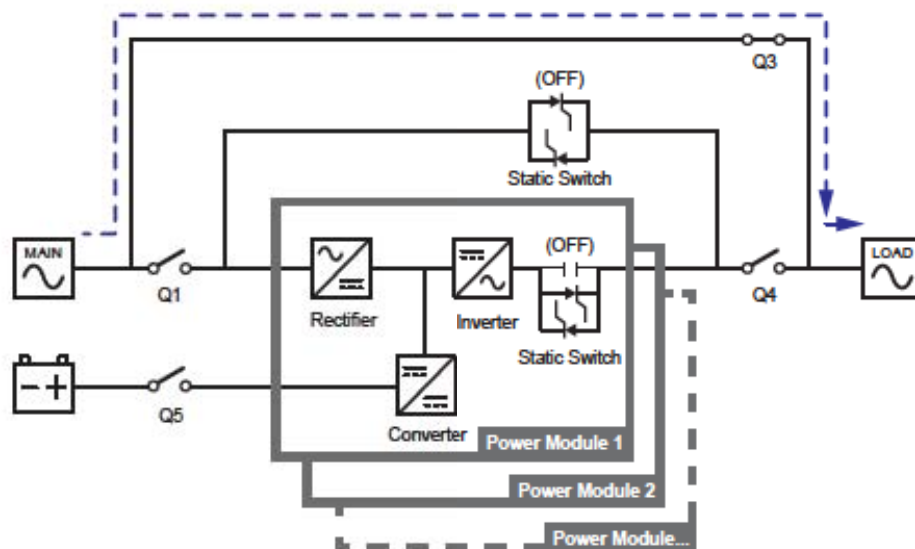 Q3
(OFF)
Static Switch
MAIN
(OFF)
LOAD
Q1
Q4
Rectifier
Inverter
Static Switch
Q5
Converter
Power Module 1
Power Module 2
Power Module...